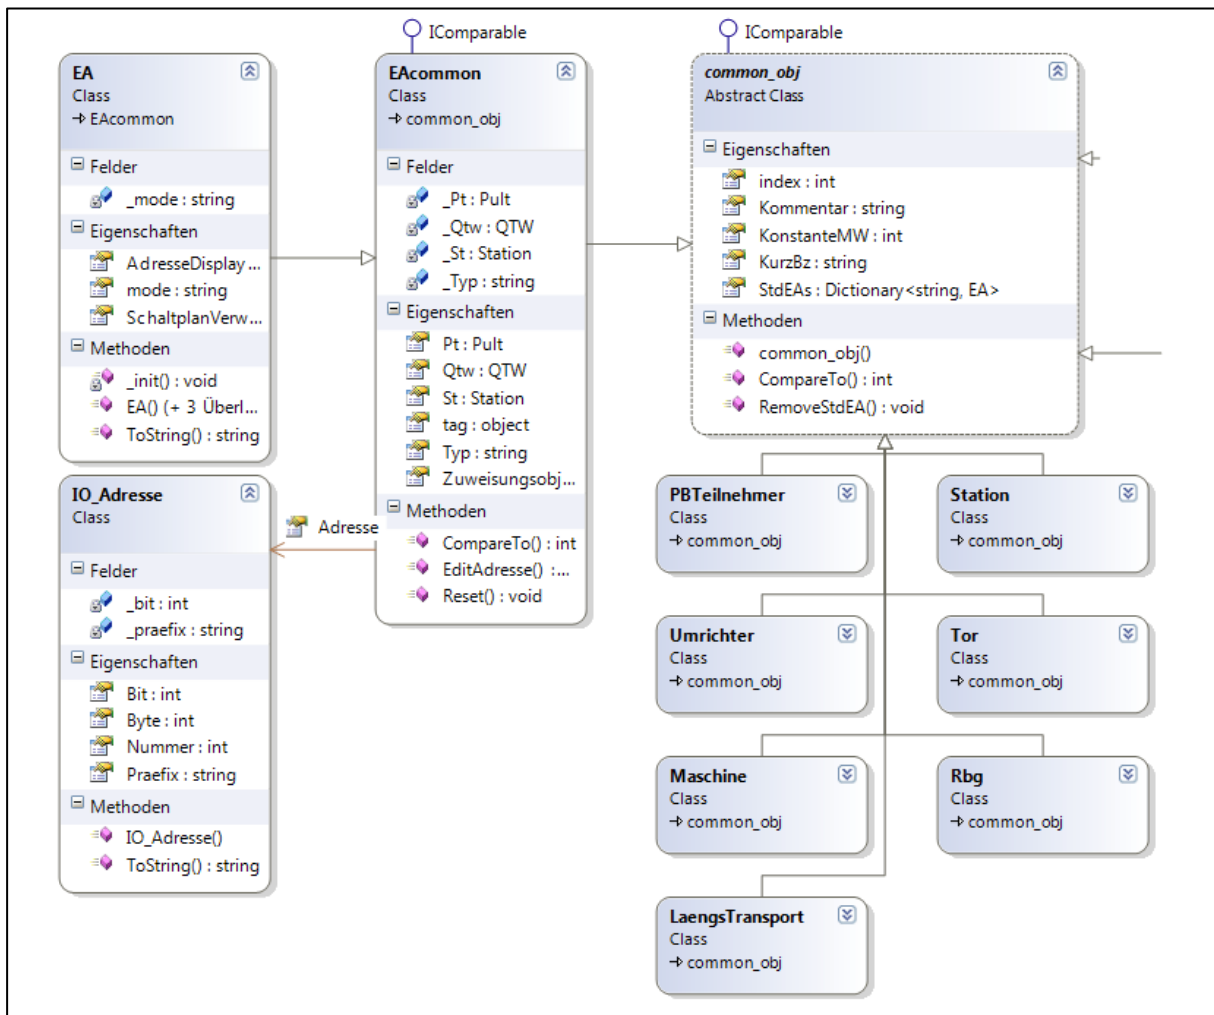 IComparable
EA
Class
EAcommon
Felder
_mode : string
Eigenschaften
AdresseDisplay...
mode : string
SchaltplanVerw...
Methoden
_init() : void
EA() (+ 3 Überl...
ToString() : string
EAcommon
Class
common_obj
Felder
_Pt : Pult
_Qtw : QTW
_St : Station
_Typ : string
Eigenschaften
Pt : Pult
Qtw : QTW
St : Station
tag : object
Typ : string
Zuweisungsobj...
Methoden
CompareTo() : int
EditAdresse() :...
Reset() : void
IComparable
common_obj
Abstract Class
Eigenschaften
index : int
Kommentar : string
KonstanteMW : int
KurzBz : string
StdEAs : Dictionary<string, EA>
Methoden
common_obj()
CompareTo() : int
RemoveStdEA() : void
Adresse
IO_Adresse
Class
Felder
_bit : int
_praefix : string
Eigenschaften
Bit : int
Byte : int
Nummer : int
Praefix : string
Methoden
IO_Adresse()
ToString() : string
PBTeilnehmer
Class
common_obj
Station
Class
common_obj
Umrichter
Class
common_obj
Tor
Class
common_obj
Maschine
Class
common_obj
Rbg
Class
common_obj
LaengsTransport
Class
common_obj